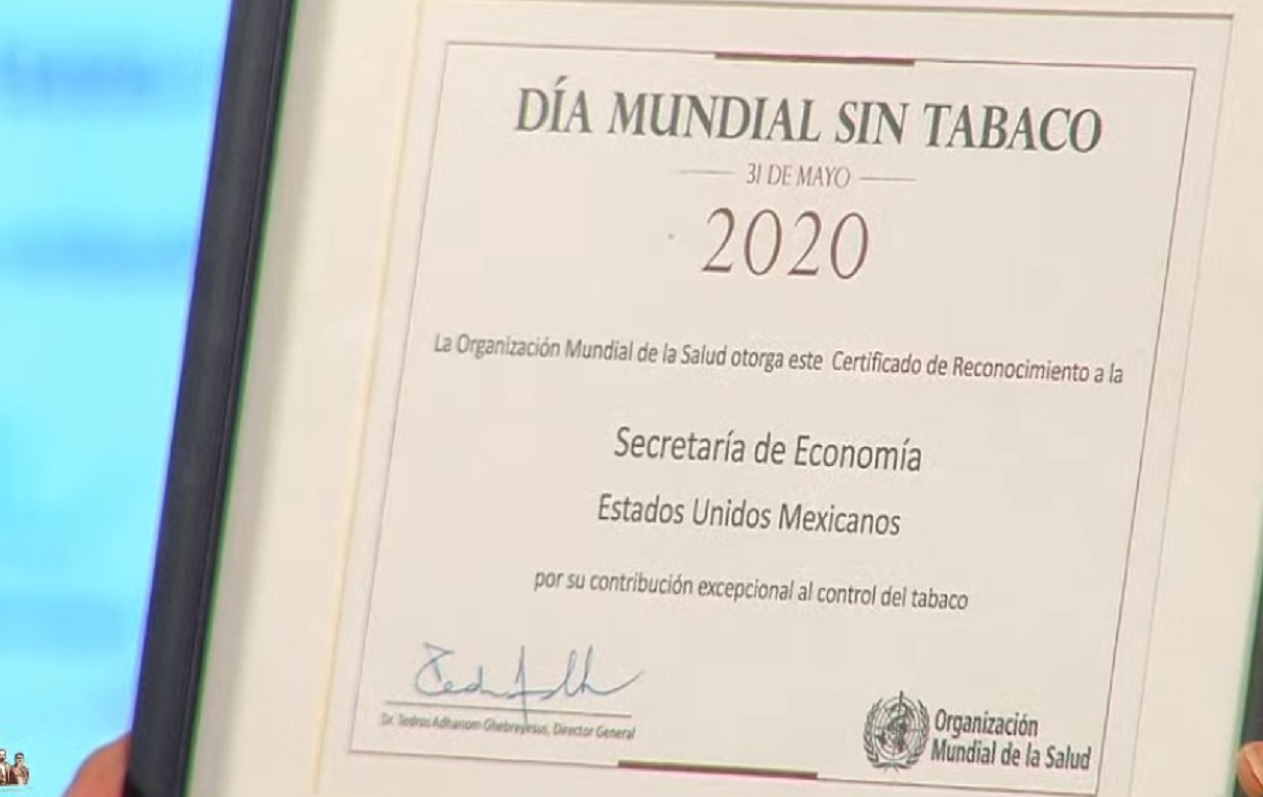 DÍA MUNDIAL SIN TABACO
31 DE MAYO
2020
La Organización Mundial de la Salud otorga este Certificado de Reconocimiento a la
Secretaría de Economía
Estados Unidos Mexicanos
por su contribución excepcional al control del tabaco
Dr. Tedros Adhanom Ghebreyesus, Director General
Organización
Mundial de la Salud